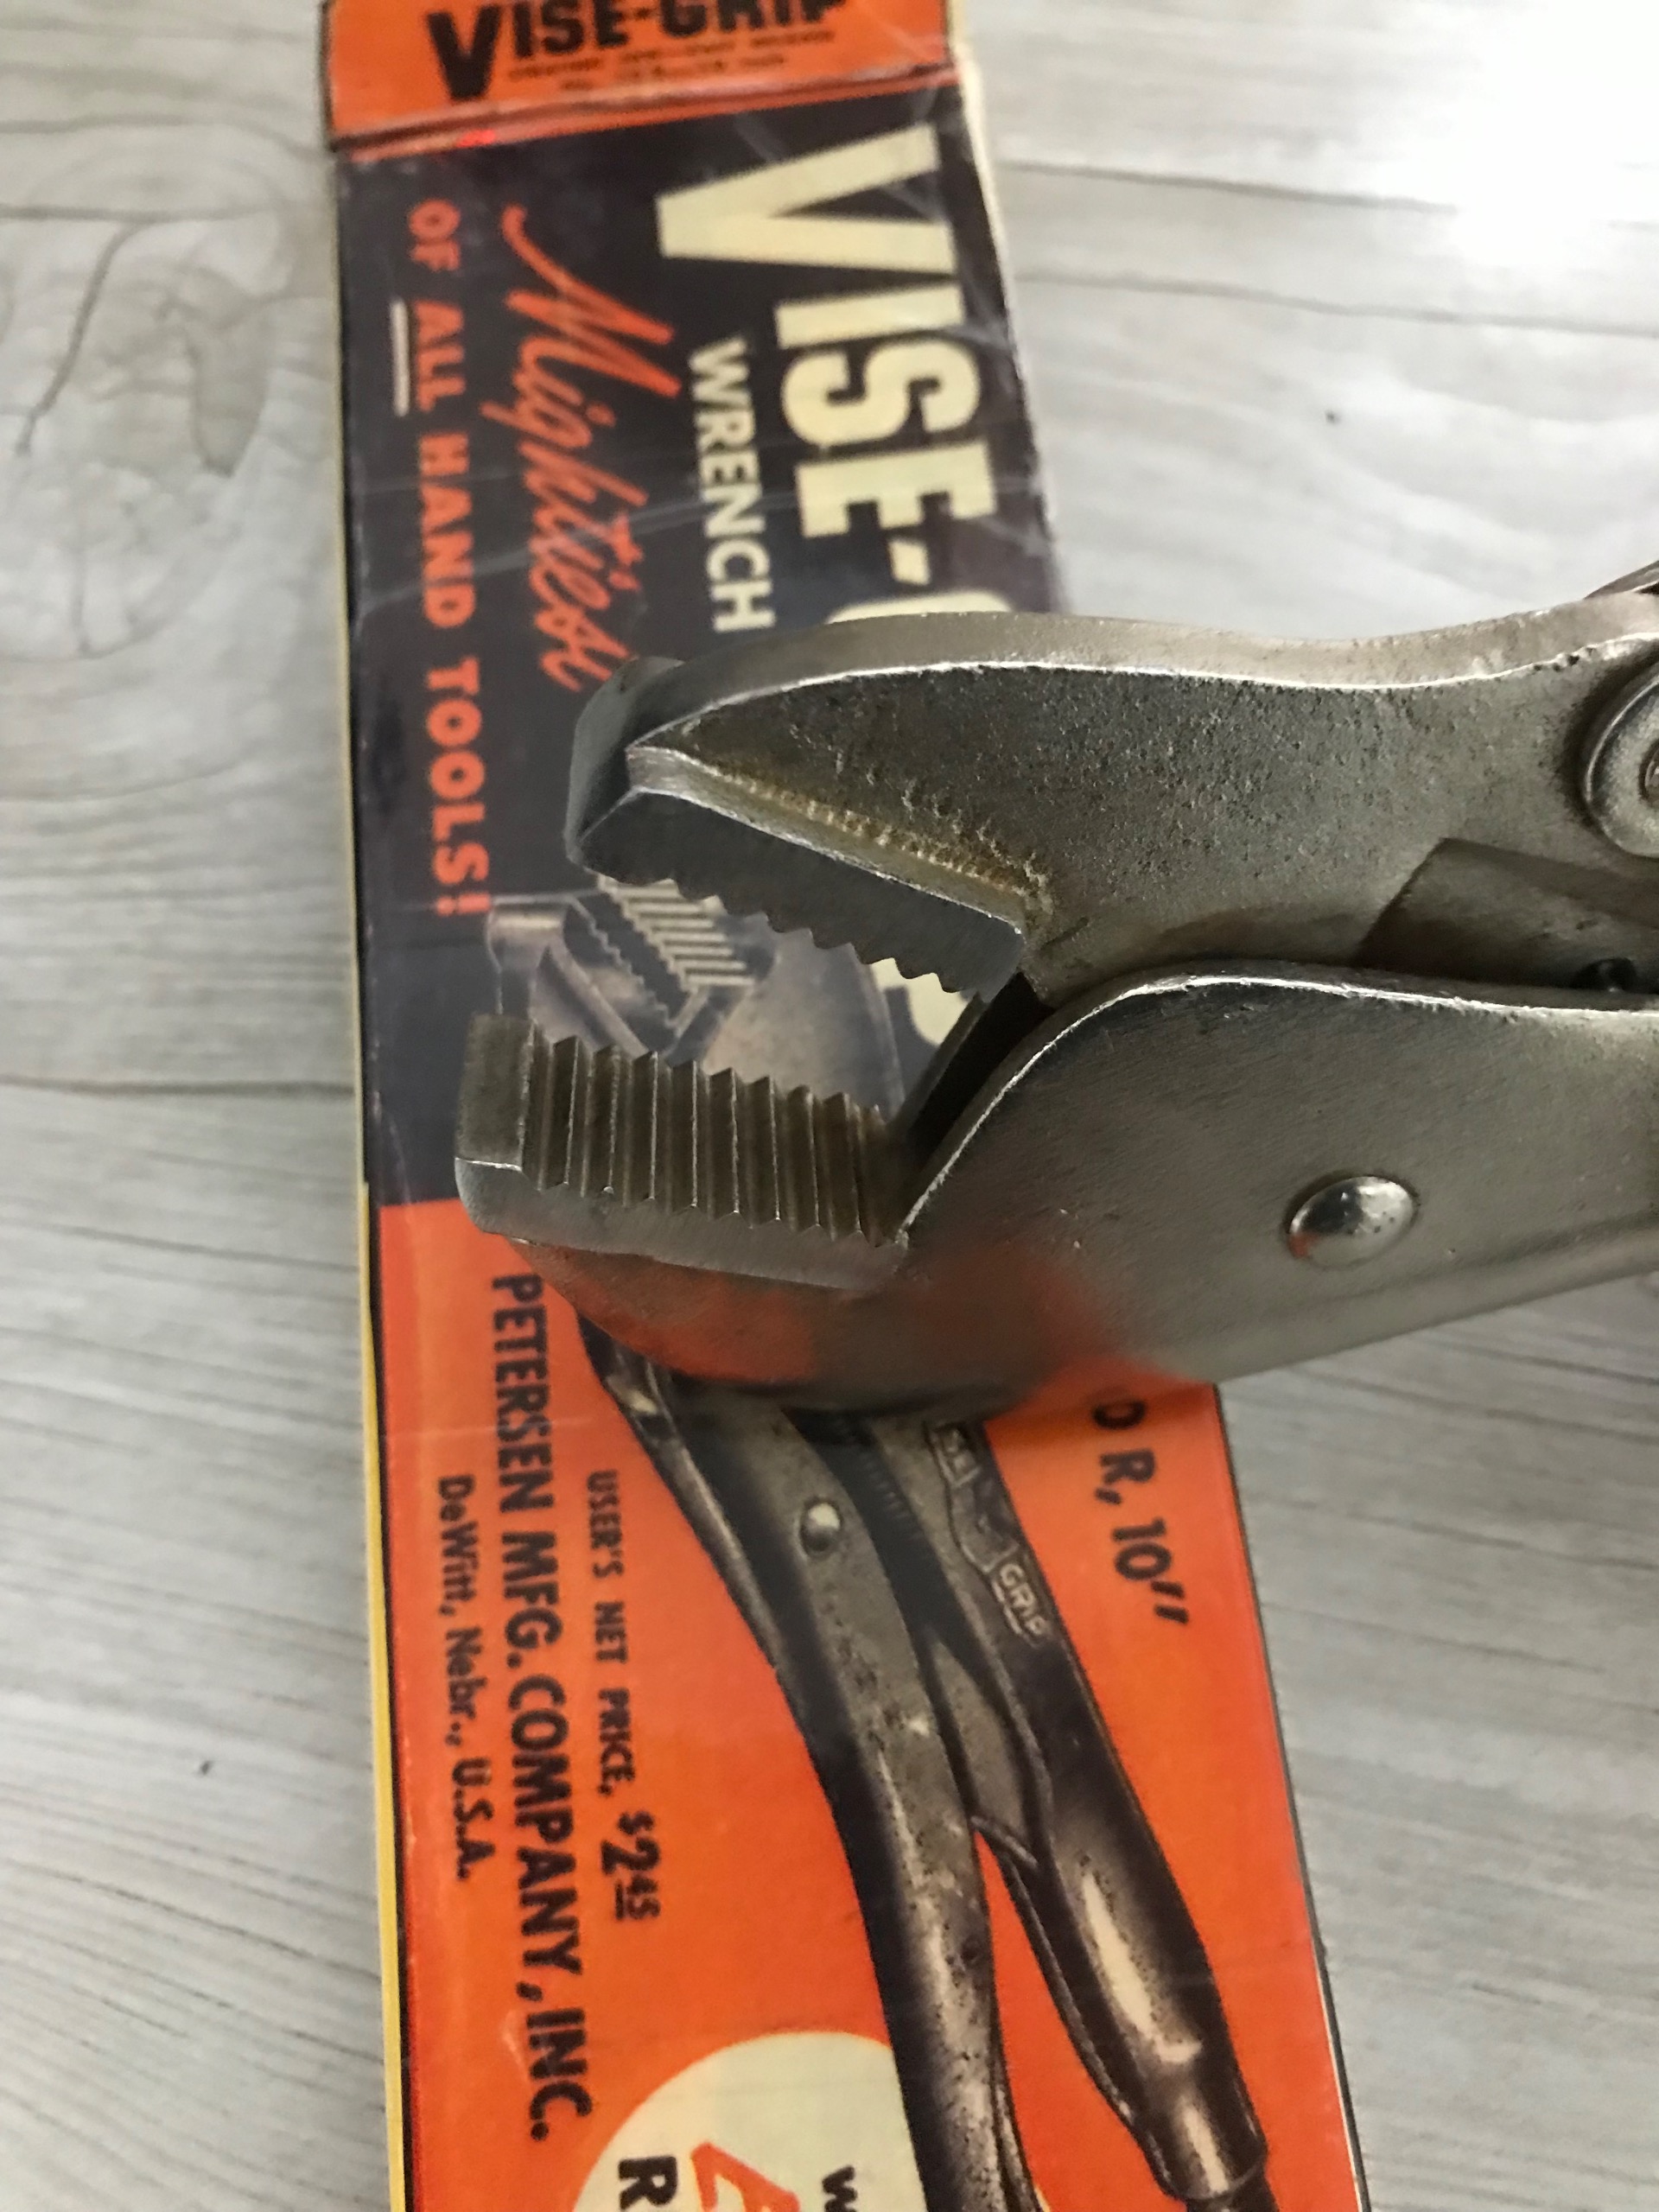 VISE-GRIP
VISE-
WRENCH
Mightiest
OF ALL HAND TOOLS!
OR, 10"
GRIP
USER'S NET PRICE, $2.45
PETERSEN MFG. COMPANY, INC.
DeWitt, Nebr., U.S.A.